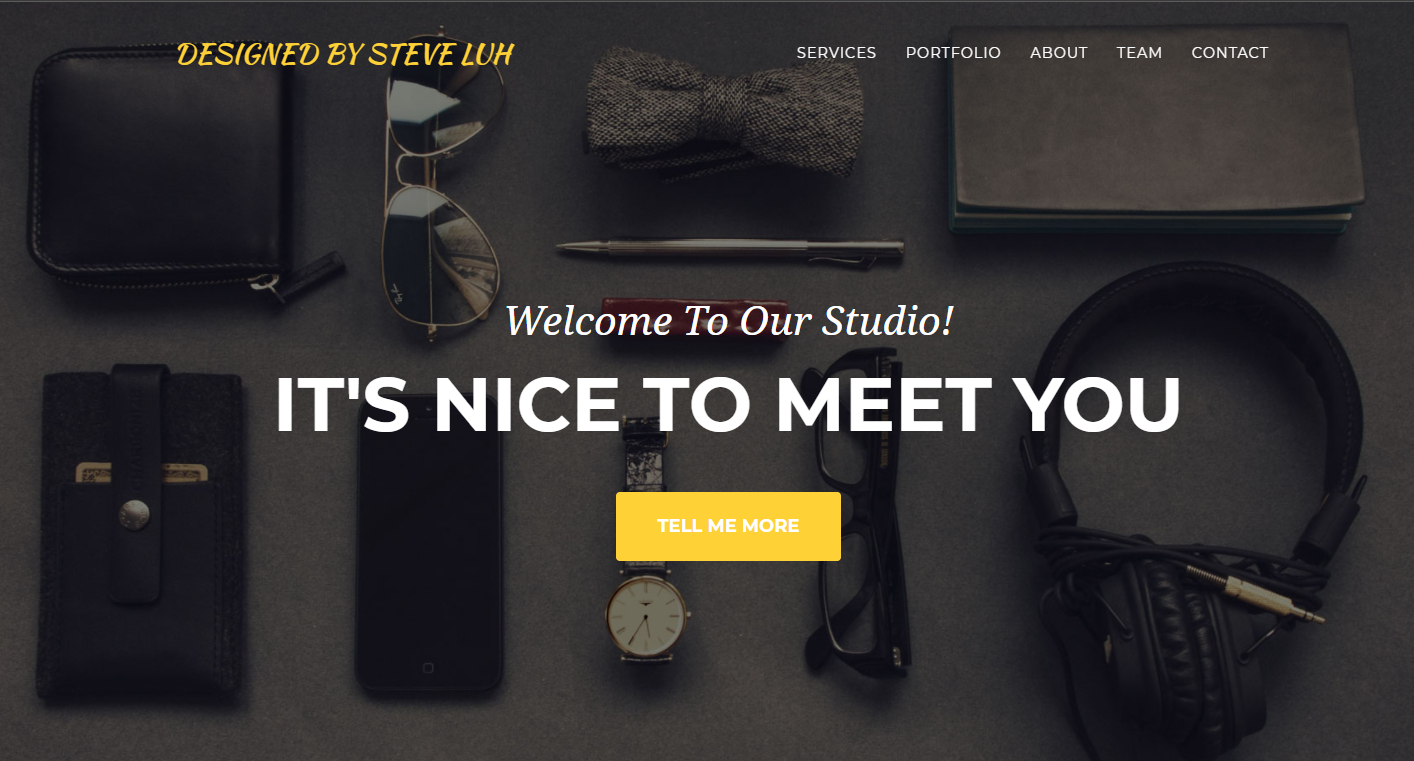 DESIGNED BY STEVE LUH
SERVICES PORTFOLIO ABOUT TEAM CONTACT
Welcome To Our Studio!
IT'S NICE TO MEET YOU
TELL ME MORE